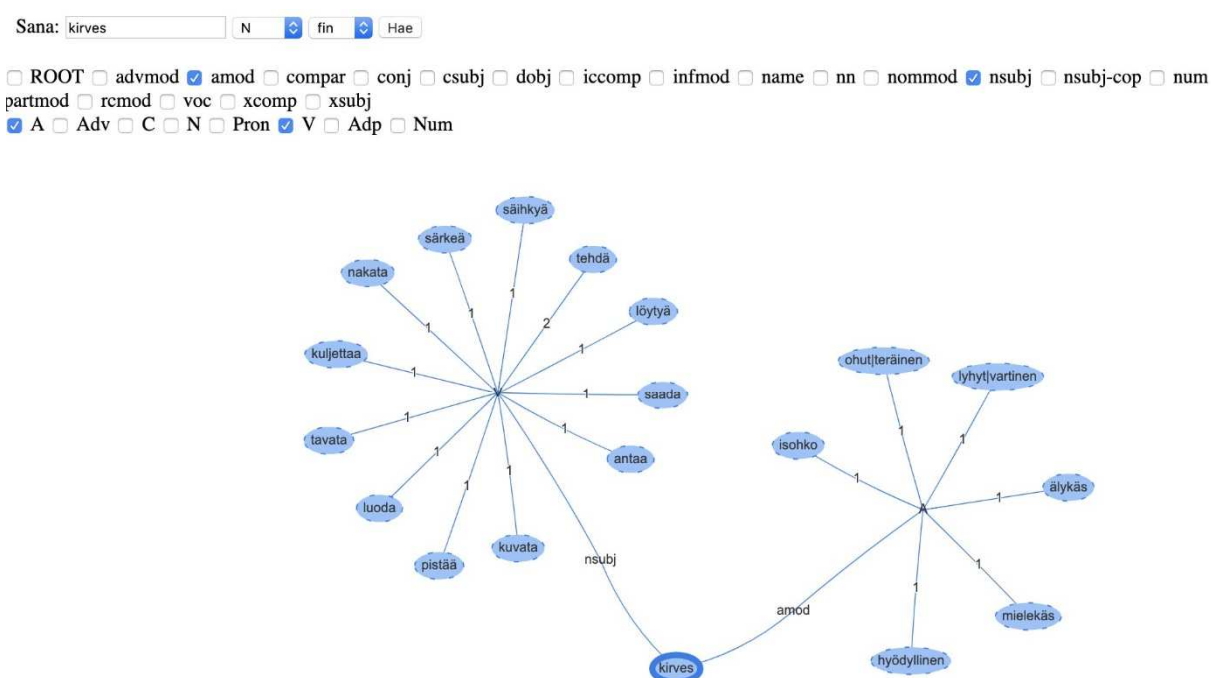 Sana: kirves N fin Hae
ROOT advmod amod compar conj csubj dobj iccomp infmod name nn nommod nsubj nsubj-cop num
partmod rcmod voc xcomp xsubj
A Adv C N Pron V Adp Num
säihkyä
särkeä
tehdä
nakata
1
löytyä
1
2
1
kuljettaa
1
ohut|teräinen
1
lyhyt|vartinen
V
1
saada
1
tavata
1
antaa
1
1
isohko
1
1
1
älykäs
luoda
1
A
kuvata
pistää
nsubj
1
1
amod
mielekäs
kirves
hyödyllinen